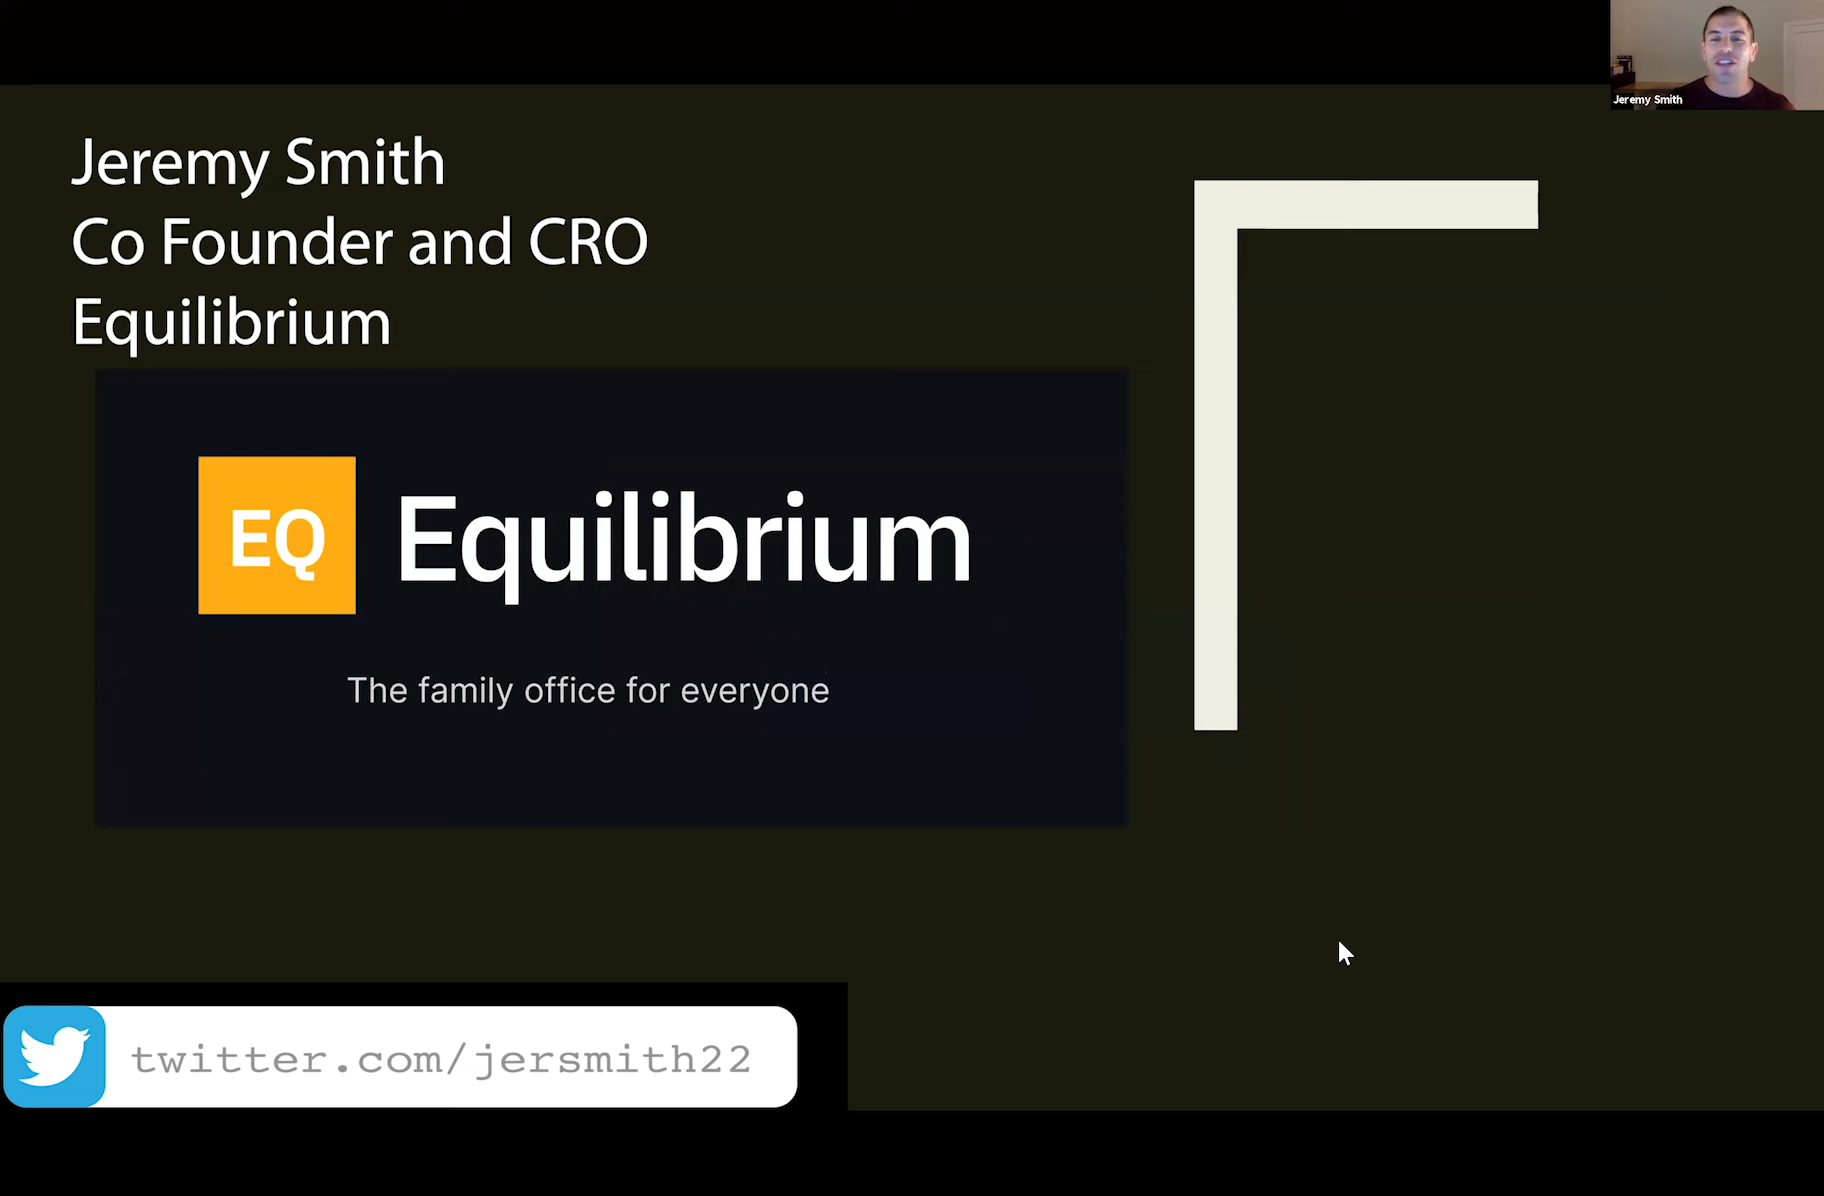 Jeremy Smith
Jeremy Smith
Co Founder and CRO
Equilibrium
EQ Equilibrium
The family office for everyone
twitter.com/jersmith22